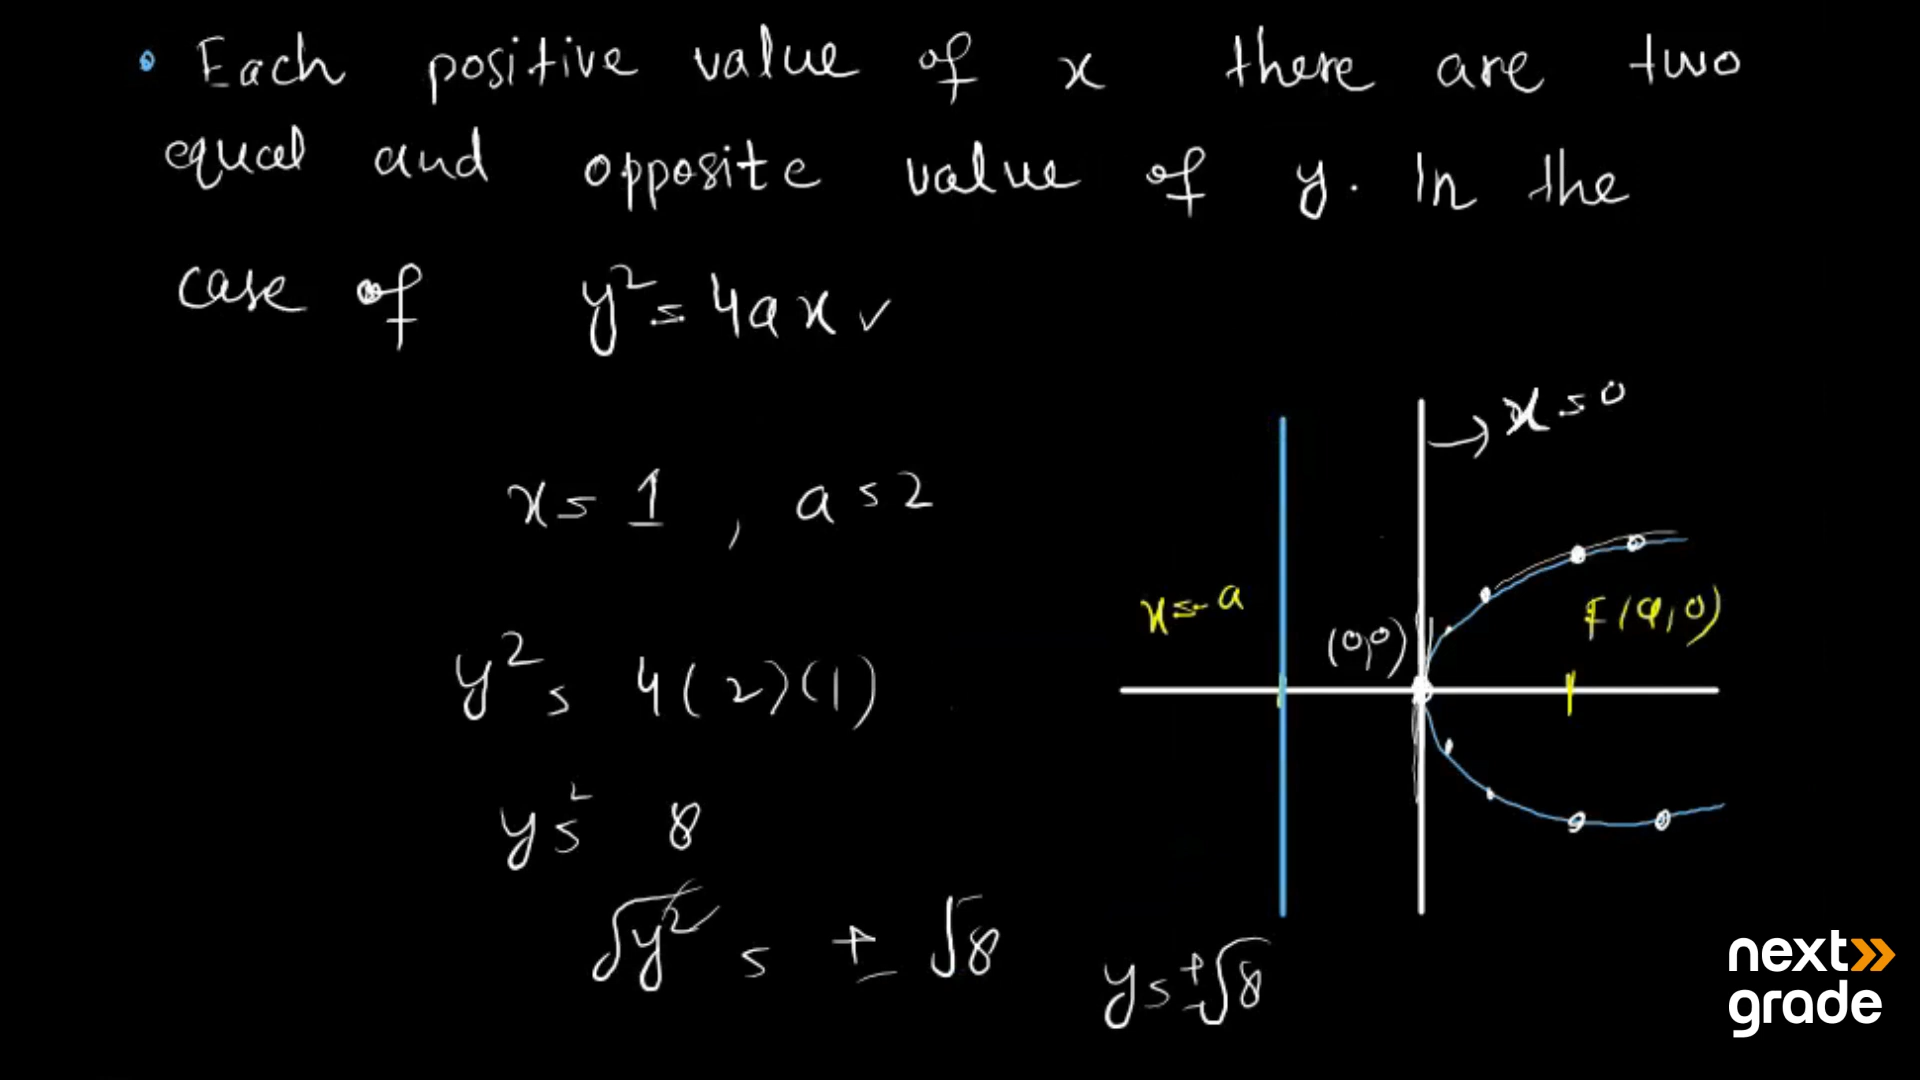 • Each positive value of x there are two
equal and opposite value of y. In the
case of y² = 4ax ✓
x = 0
x = 1 , a = 2
x = -a
F(a,0)
(0,0)
y² = 4(2)(1)
y² = 8
√y² = ± √8
y = ±√8
next
grade